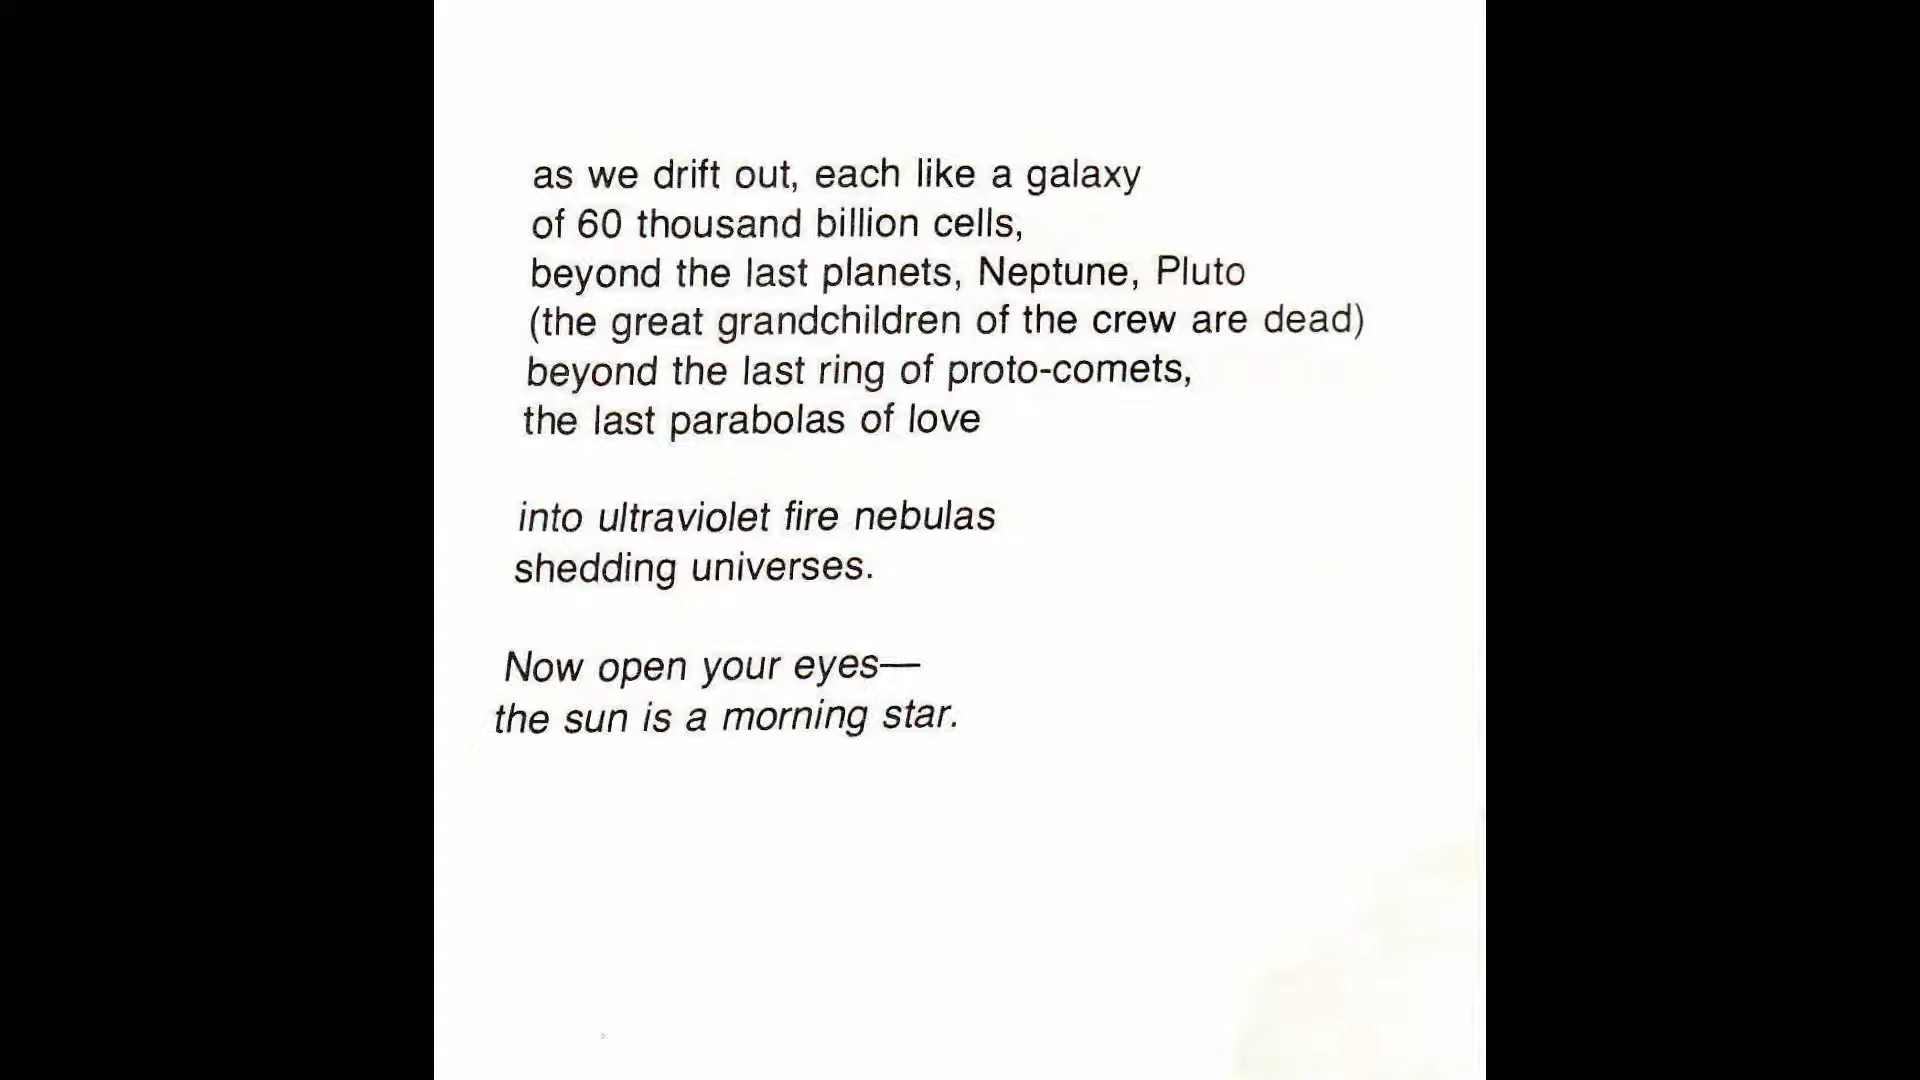 as we drift out, each like a galaxy
of 60 thousand billion cells,
beyond the last planets, Neptune, Pluto
(the great grandchildren of the crew are dead)
beyond the last ring of proto-comets,
the last parabolas of love
into ultraviolet fire nebulas
shedding universes.
Now open your eyes—
the sun is a morning star.